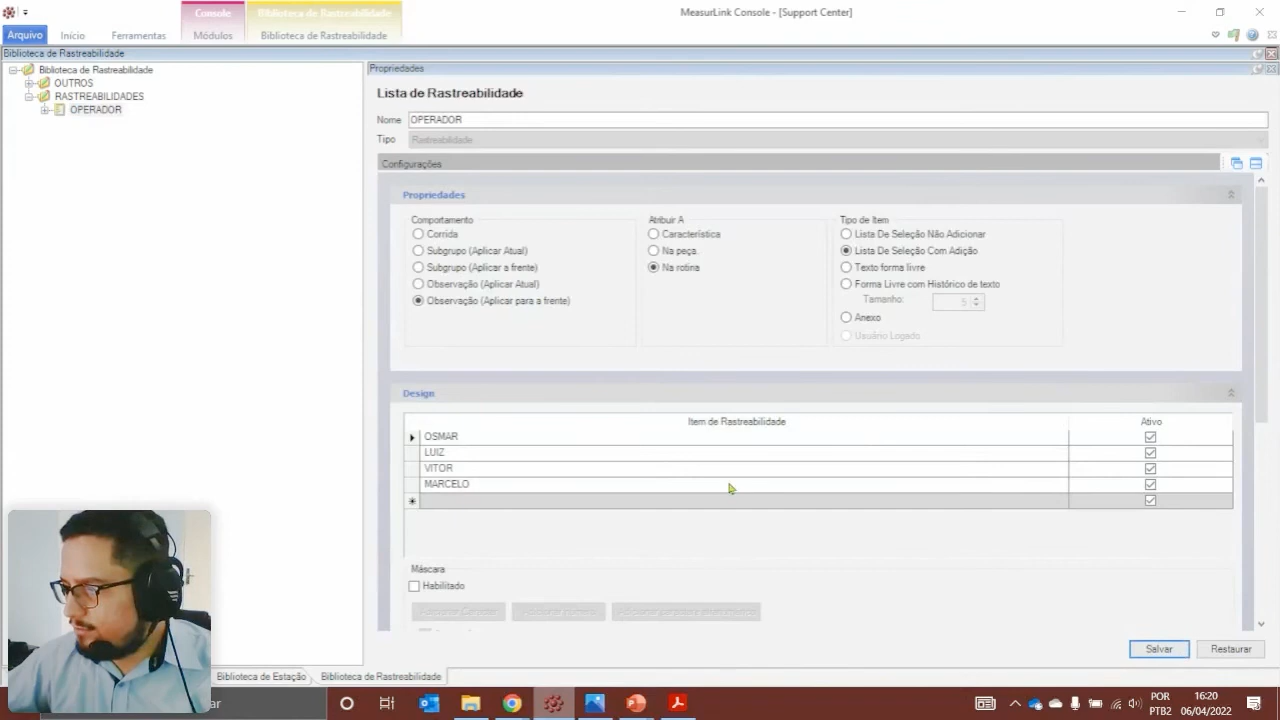 Console
Biblioteca de Rastreabilidade
MeasurLink Console - [Support Center]
Arquivo
Início
Ferramentas
Módulos
Biblioteca de Rastreabilidade
Biblioteca de Rastreabilidade
Biblioteca de Rastreabilidade
OUTROS
RASTREABILIDADES
OPERADOR
Propriedades
Lista de Rastreabilidade
Nome OPERADOR
Tipo Rastreabilidade
Configurações
Propriedades
Comportamento
Corrida
Subgrupo (Aplicar Atual)
Subgrupo (Aplicar a frente)
Observação (Aplicar Atual)
Observação (Aplicar para a frente)
Atribuir A
Característica
Na peça
Na rotina
Tipo de Item
Lista De Seleção Não Adicionar
Lista De Seleção Com Adição
Texto forma livre
Forma Livre com Histórico de texto
Tamanho: 5
Anexo
Usuário Logado
Design
Item de Rastreabilidade Ativo
OSMAR
LUIZ
VITOR
MARCELO
Máscara
Habilitado
Salvar
Restaurar
Biblioteca de Estação
Biblioteca de Rastreabilidade
ar
POR
PTB2
16:20
06/04/2022